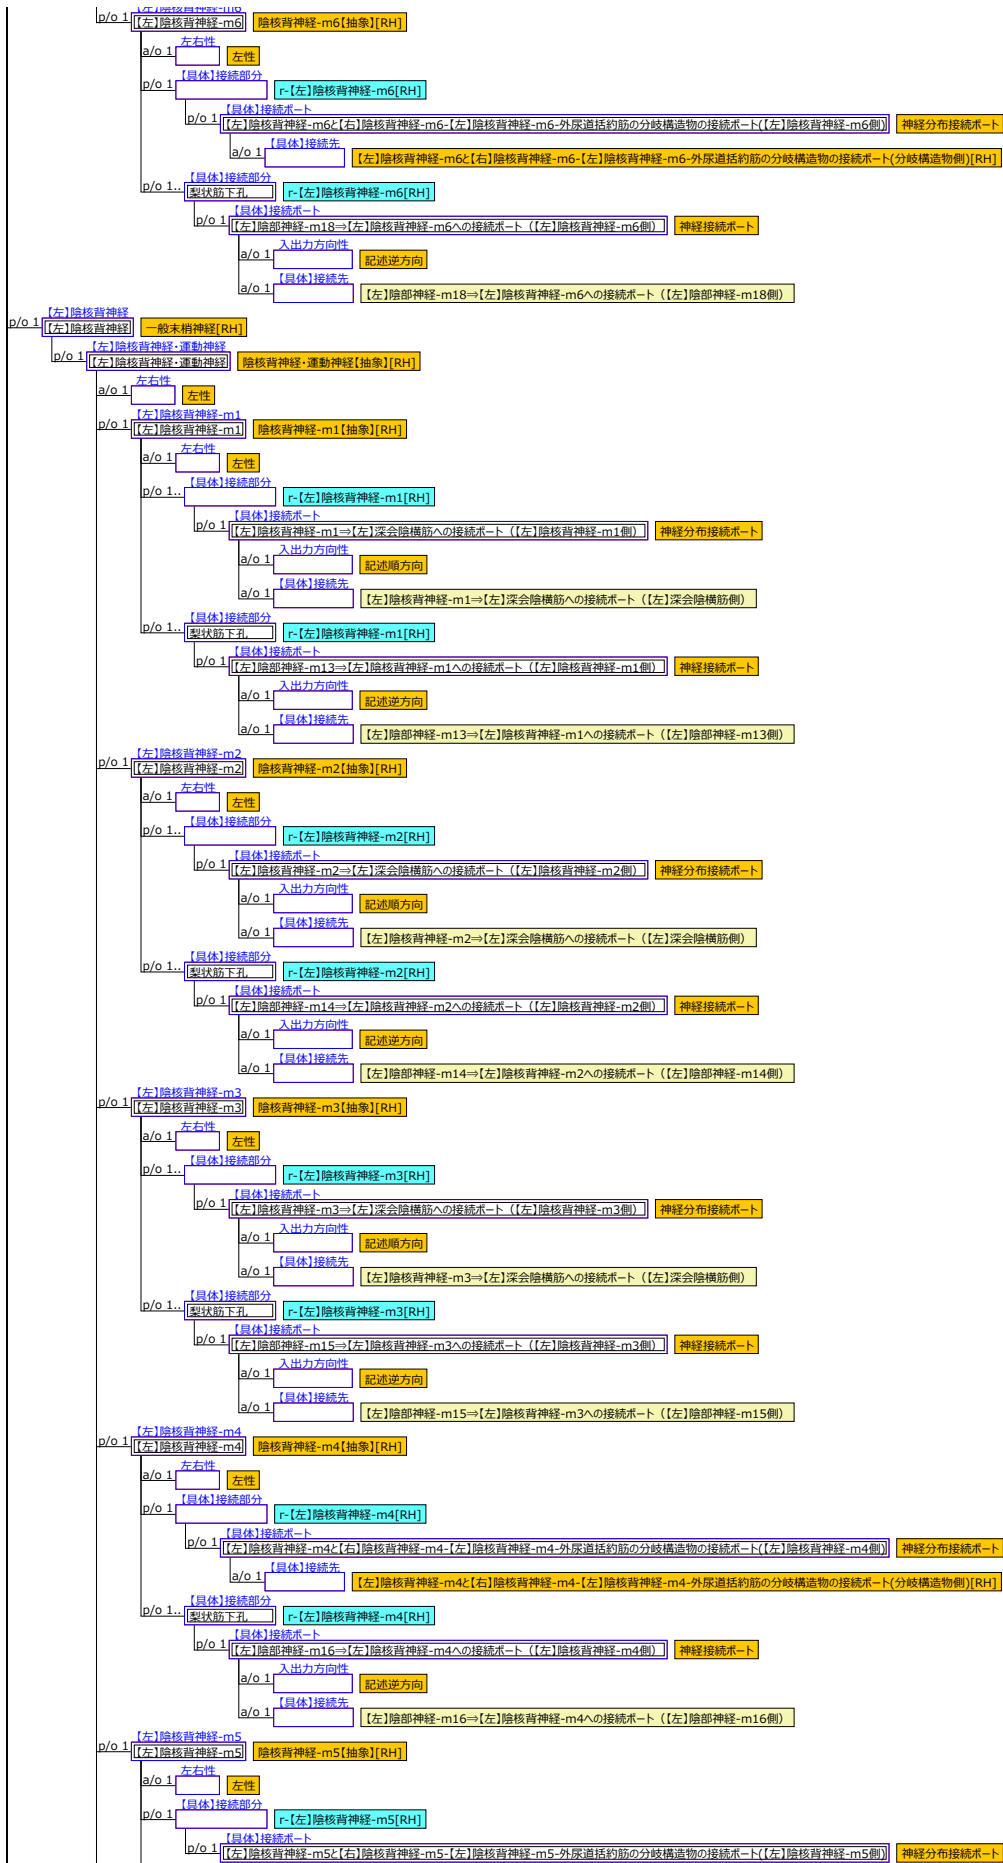 【左】陰核背神経-m6
p/o 1 【左】陰核背神経-m6 陰核背神経-m6【抽象】[RH]
左右性
a/o 1 左性
【具体】接続部分
p/o 1 r-【左】陰核背神経-m6[RH]
【具体】接続ポート
p/o 1 【左】陰核背神経-m6と【右】陰核背神経-m6-【左】陰核背神経-m6-外尿道括約筋の分岐構造物の接続ポート(【左】陰核背神経-m6側) 神経分布接続ポート
【具体】接続先
a/o 1 【左】陰核背神経-m6と【右】陰核背神経-m6-【左】陰核背神経-m6-外尿道括約筋の分岐構造物の接続ポート(分岐構造物側)[RH]
【具体】接続部分
p/o 1.. 梨状筋下孔 r-【左】陰核背神経-m6[RH]
【具体】接続ポート
p/o 1 【左】陰部神経-m18⇒【左】陰核背神経-m6への接続ポート（【左】陰核背神経-m6側） 神経接続ポート
入出力方向性
a/o 1 記述逆方向
【具体】接続先
a/o 1 【左】陰部神経-m18⇒【左】陰核背神経-m6への接続ポート（【左】陰部神経-m18側）
【左】陰核背神経
p/o 1 【左】陰核背神経 一般末梢神経[RH]
【左】陰核背神経・運動神経
p/o 1 【左】陰核背神経・運動神経 陰核背神経・運動神経【抽象】[RH]
左右性
a/o 1 左性
【左】陰核背神経-m1
p/o 1 【左】陰核背神経-m1 陰核背神経-m1【抽象】[RH]
左右性
a/o 1 左性
【具体】接続部分
p/o 1.. r-【左】陰核背神経-m1[RH]
【具体】接続ポート
p/o 1 【左】陰核背神経-m1⇒【左】深会陰横筋への接続ポート（【左】陰核背神経-m1側） 神経分布接続ポート
入出力方向性
a/o 1 記述順方向
【具体】接続先
a/o 1 【左】陰核背神経-m1⇒【左】深会陰横筋への接続ポート（【左】深会陰横筋側）
【具体】接続部分
p/o 1.. 梨状筋下孔 r-【左】陰核背神経-m1[RH]
【具体】接続ポート
p/o 1 【左】陰部神経-m13⇒【左】陰核背神経-m1への接続ポート（【左】陰核背神経-m1側） 神経接続ポート
入出力方向性
a/o 1 記述逆方向
【具体】接続先
a/o 1 【左】陰部神経-m13⇒【左】陰核背神経-m1への接続ポート（【左】陰部神経-m13側）
【左】陰核背神経-m2
p/o 1 【左】陰核背神経-m2 陰核背神経-m2【抽象】[RH]
左右性
a/o 1 左性
【具体】接続部分
p/o 1.. r-【左】陰核背神経-m2[RH]
【具体】接続ポート
p/o 1 【左】陰核背神経-m2⇒【左】深会陰横筋への接続ポート（【左】陰核背神経-m2側） 神経分布接続ポート
入出力方向性
a/o 1 記述順方向
【具体】接続先
a/o 1 【左】陰核背神経-m2⇒【左】深会陰横筋への接続ポート（【左】深会陰横筋側）
【具体】接続部分
p/o 1.. 梨状筋下孔 r-【左】陰核背神経-m2[RH]
【具体】接続ポート
p/o 1 【左】陰部神経-m14⇒【左】陰核背神経-m2への接続ポート（【左】陰核背神経-m2側） 神経接続ポート
入出力方向性
a/o 1 記述逆方向
【具体】接続先
a/o 1 【左】陰部神経-m14⇒【左】陰核背神経-m2への接続ポート（【左】陰部神経-m14側）
【左】陰核背神経-m3
p/o 1 【左】陰核背神経-m3 陰核背神経-m3【抽象】[RH]
左右性
a/o 1 左性
【具体】接続部分
p/o 1.. r-【左】陰核背神経-m3[RH]
【具体】接続ポート
p/o 1 【左】陰核背神経-m3⇒【左】深会陰横筋への接続ポート（【左】陰核背神経-m3側） 神経分布接続ポート
入出力方向性
a/o 1 記述順方向
【具体】接続先
a/o 1 【左】陰核背神経-m3⇒【左】深会陰横筋への接続ポート（【左】深会陰横筋側）
【具体】接続部分
p/o 1.. 梨状筋下孔 r-【左】陰核背神経-m3[RH]
【具体】接続ポート
p/o 1 【左】陰部神経-m15⇒【左】陰核背神経-m3への接続ポート（【左】陰核背神経-m3側） 神経接続ポート
入出力方向性
a/o 1 記述逆方向
【具体】接続先
a/o 1 【左】陰部神経-m15⇒【左】陰核背神経-m3への接続ポート（【左】陰部神経-m15側）
【左】陰核背神経-m4
p/o 1 【左】陰核背神経-m4 陰核背神経-m4【抽象】[RH]
左右性
a/o 1 左性
【具体】接続部分
p/o 1 r-【左】陰核背神経-m4[RH]
【具体】接続ポート
p/o 1 【左】陰核背神経-m4と【右】陰核背神経-m4-【左】陰核背神経-m4-外尿道括約筋の分岐構造物の接続ポート(【左】陰核背神経-m4側) 神経分布接続ポート
【具体】接続先
a/o 1 【左】陰核背神経-m4と【右】陰核背神経-m4-【左】陰核背神経-m4-外尿道括約筋の分岐構造物の接続ポート(分岐構造物側)[RH]
【具体】接続部分
p/o 1.. 梨状筋下孔 r-【左】陰核背神経-m4[RH]
【具体】接続ポート
p/o 1 【左】陰部神経-m16⇒【左】陰核背神経-m4への接続ポート（【左】陰核背神経-m4側） 神経接続ポート
入出力方向性
a/o 1 記述逆方向
【具体】接続先
a/o 1 【左】陰部神経-m16⇒【左】陰核背神経-m4への接続ポート（【左】陰部神経-m16側）
【左】陰核背神経-m5
p/o 1 【左】陰核背神経-m5 陰核背神経-m5【抽象】[RH]
左右性
a/o 1 左性
【具体】接続部分
p/o 1 r-【左】陰核背神経-m5[RH]
【具体】接続ポート
p/o 1 【左】陰核背神経-m5と【右】陰核背神経-m5-【左】陰核背神経-m5-外尿道括約筋の分岐構造物の接続ポート(【左】陰核背神経-m5側) 神経分布接続ポート